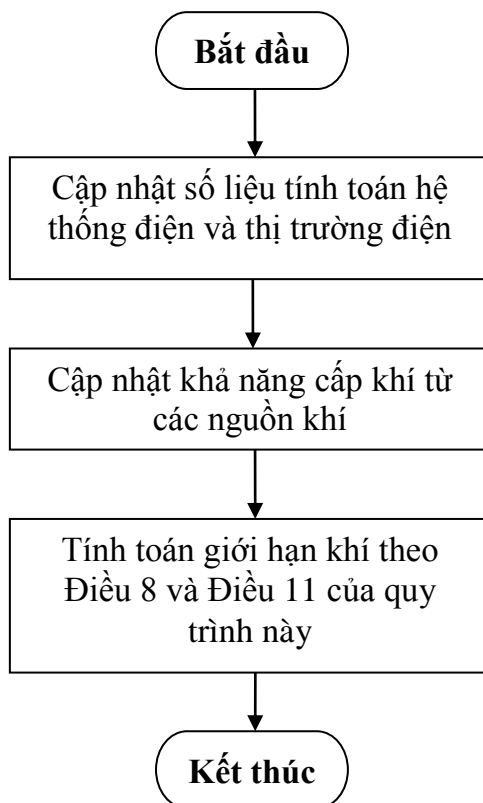 Bắt đầu
Cập nhật số liệu tính toán hệ
thống điện và thị trường điện
Cập nhật khả năng cấp khí từ
các nguồn khí
Tính toán giới hạn khí theo
Điều 8 và Điều 11 của quy
trình này
Kết thúc